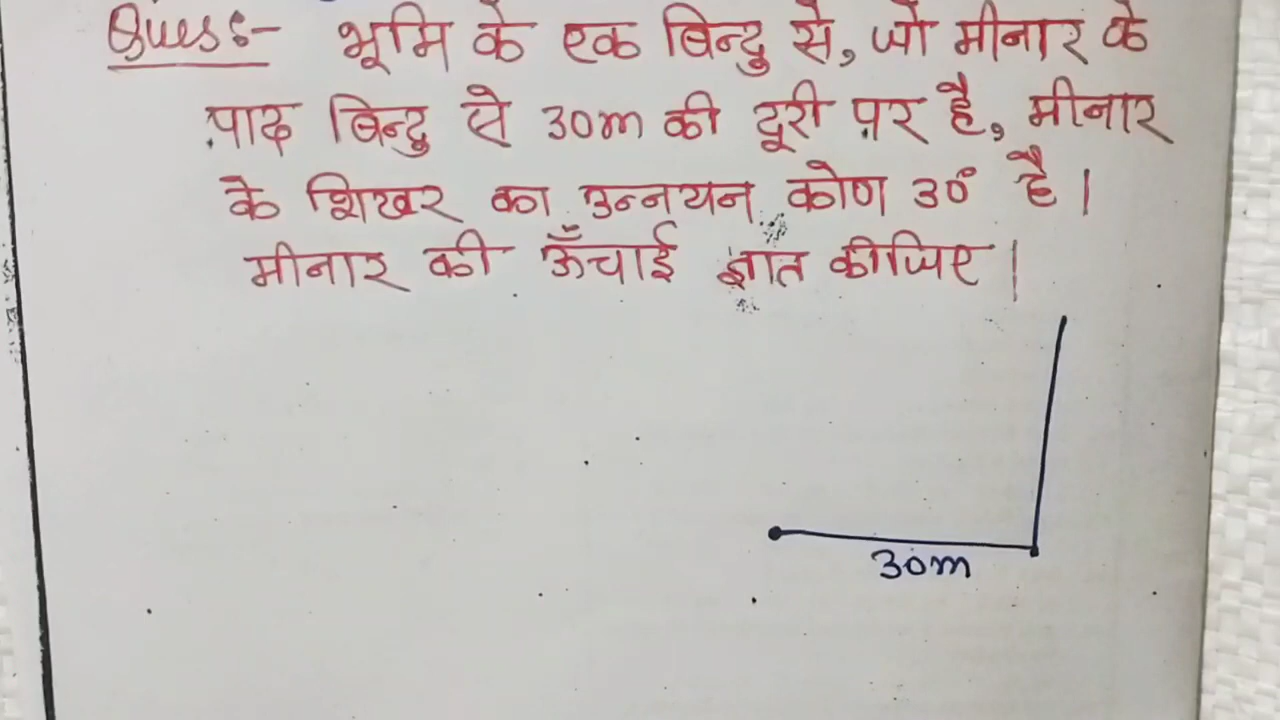 Ques:- भूमि के एक बिन्दु से, जो मीनार के
पाद बिन्दु से 30m की दूरी पर है, मीनार
के शिखर का उन्नयन कोण 30° है।
मीनार की ऊँचाई ज्ञात कीजिए।
30m